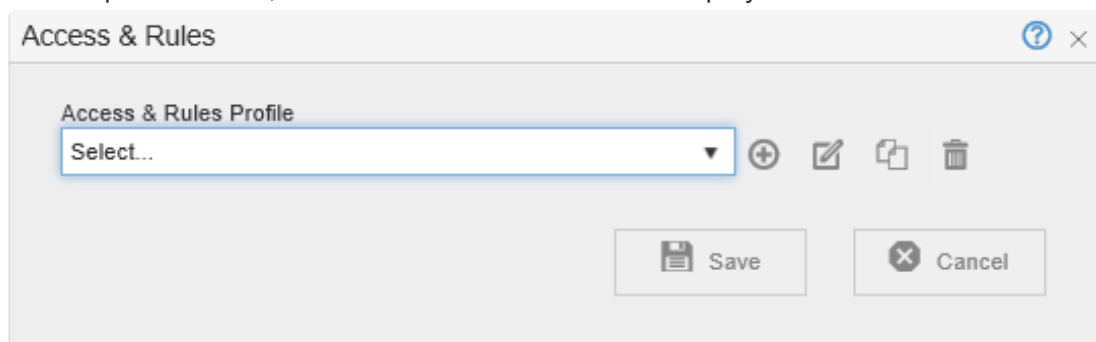 Access & Rules
Access & Rules Profile
Select...
Save
Cancel